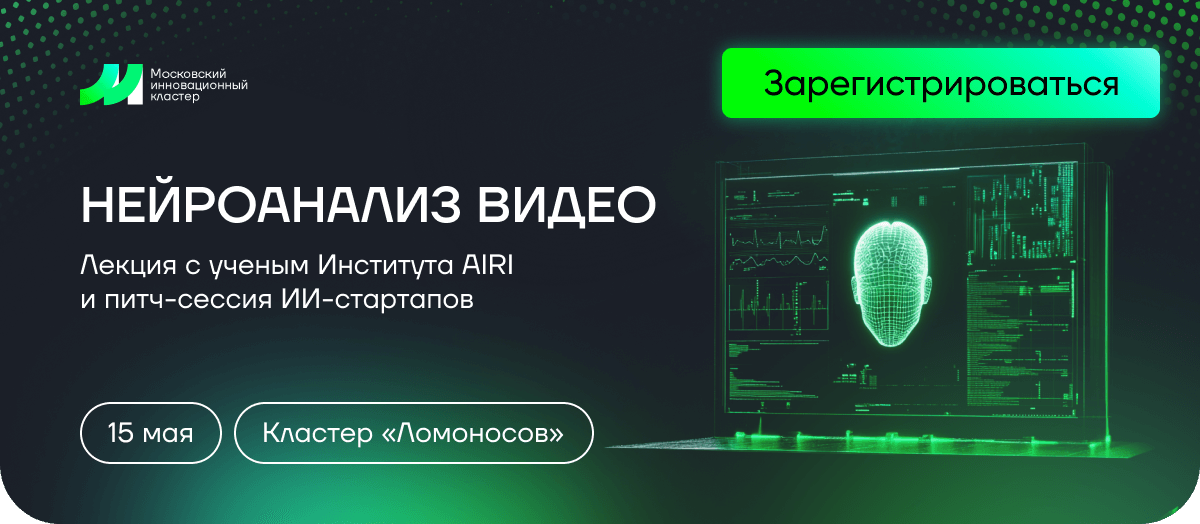 Московский
инновационный
кластер
Зарегистрироваться
НЕЙРОАНАЛИЗ ВИДЕО
Лекция с ученым Института AIRI
и питч-сессия ИИ-стартапов
15 мая
Кластер «Ломоносов»